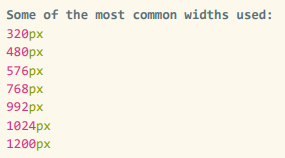 Some of the most common widths used:
320px
480px
576px
768px
992px
1024px
1200px